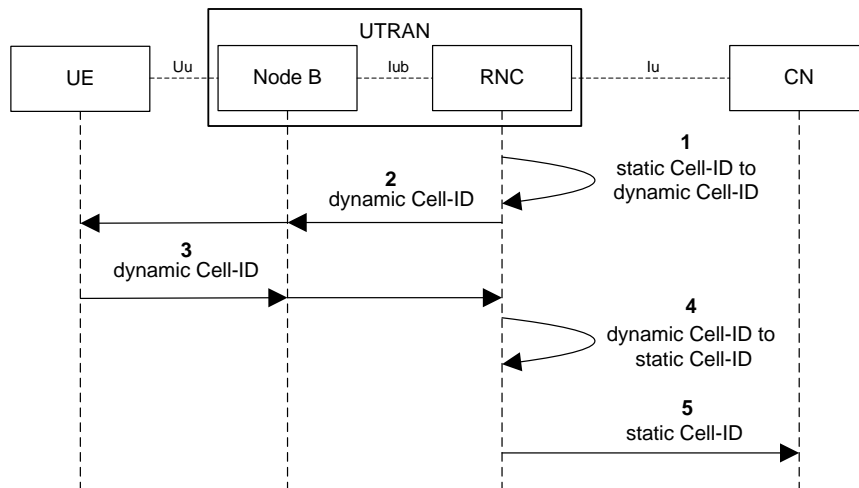 UTRAN
UE
Uu
Node B
Iub
RNC
Iu
CN
1
static Cell-ID to
dynamic Cell-ID
2
dynamic Cell-ID
3
dynamic Cell-ID
4
dynamic Cell-ID to
static Cell-ID
5
static Cell-ID